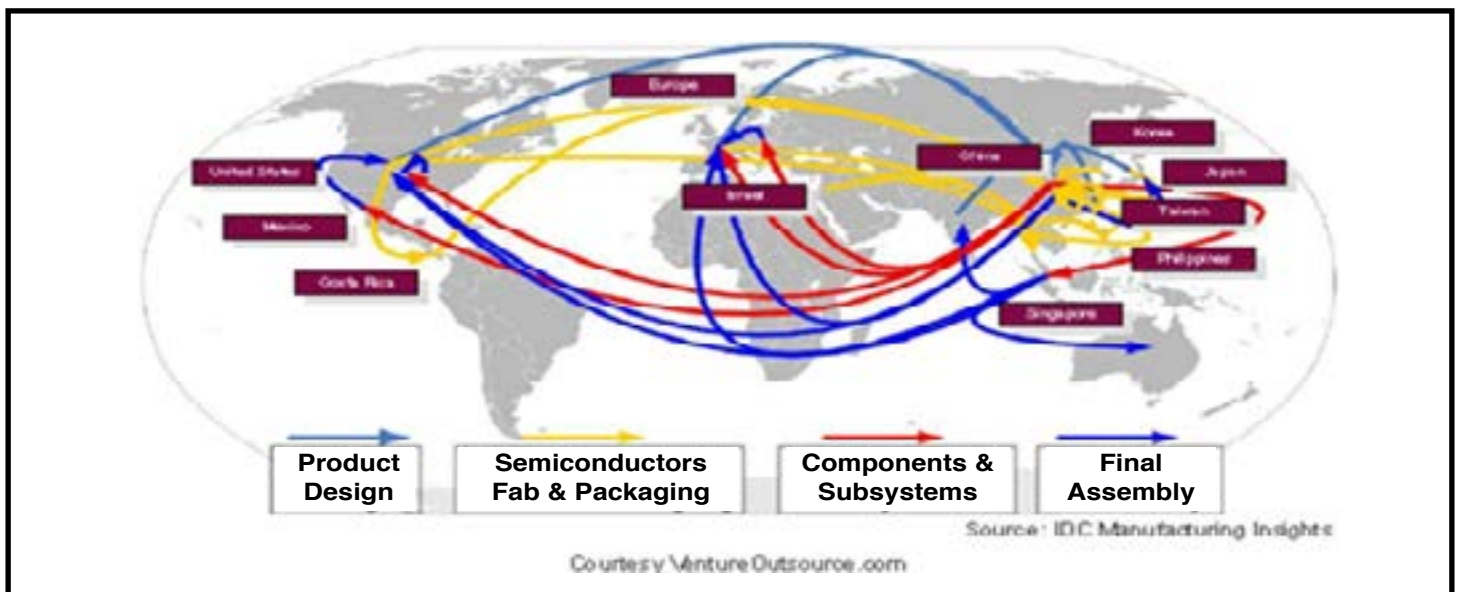 Europe
Korea
China
Japan
United States
Israel
Taiwan
Mexico
Philippines
Costa Rica
Singapore
Product
Design
Semiconductors
Fab & Packaging
Components &
Subsystems
Final
Assembly
Source: IDC Manufacturing Insights
Courtesy VentureOutsource.com